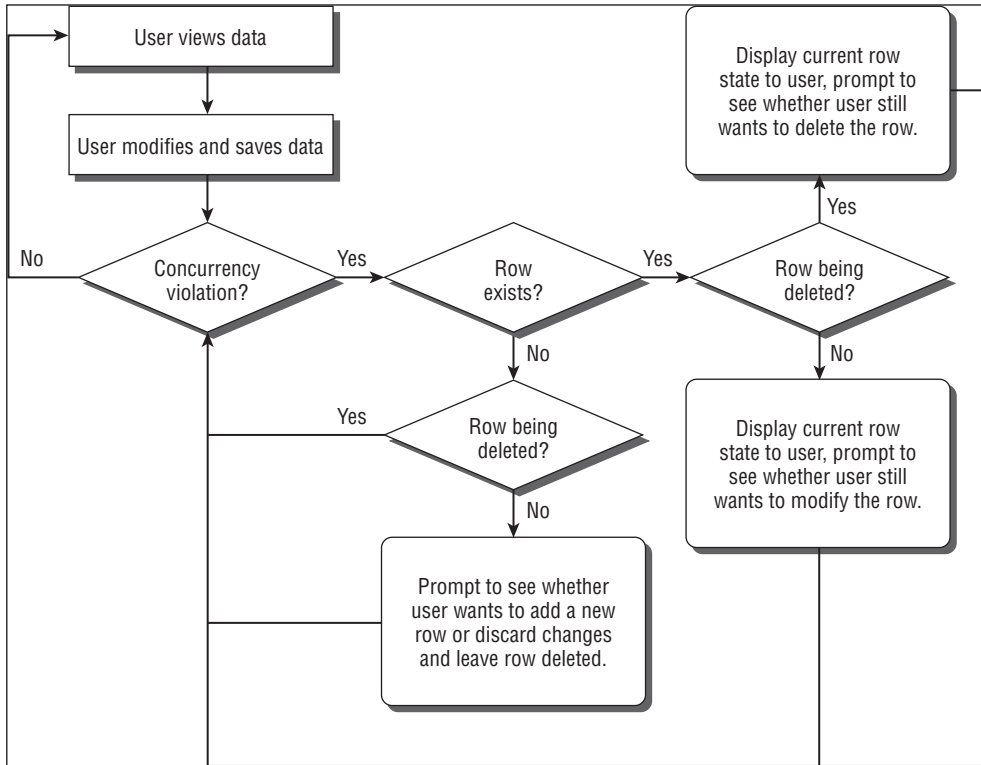 User views data
User modifies and saves data
Concurrency
violation?
No
Yes
Row
exists?
Yes
Row being
deleted?
Yes
Display current row
state to user, prompt to
see whether user still
wants to delete the row.
No
Display current row
state to user, prompt to
see whether user still
wants to modify the row.
No
Row being
deleted?
Yes
No
Prompt to see whether
user wants to add a new
row or discard changes
and leave row deleted.